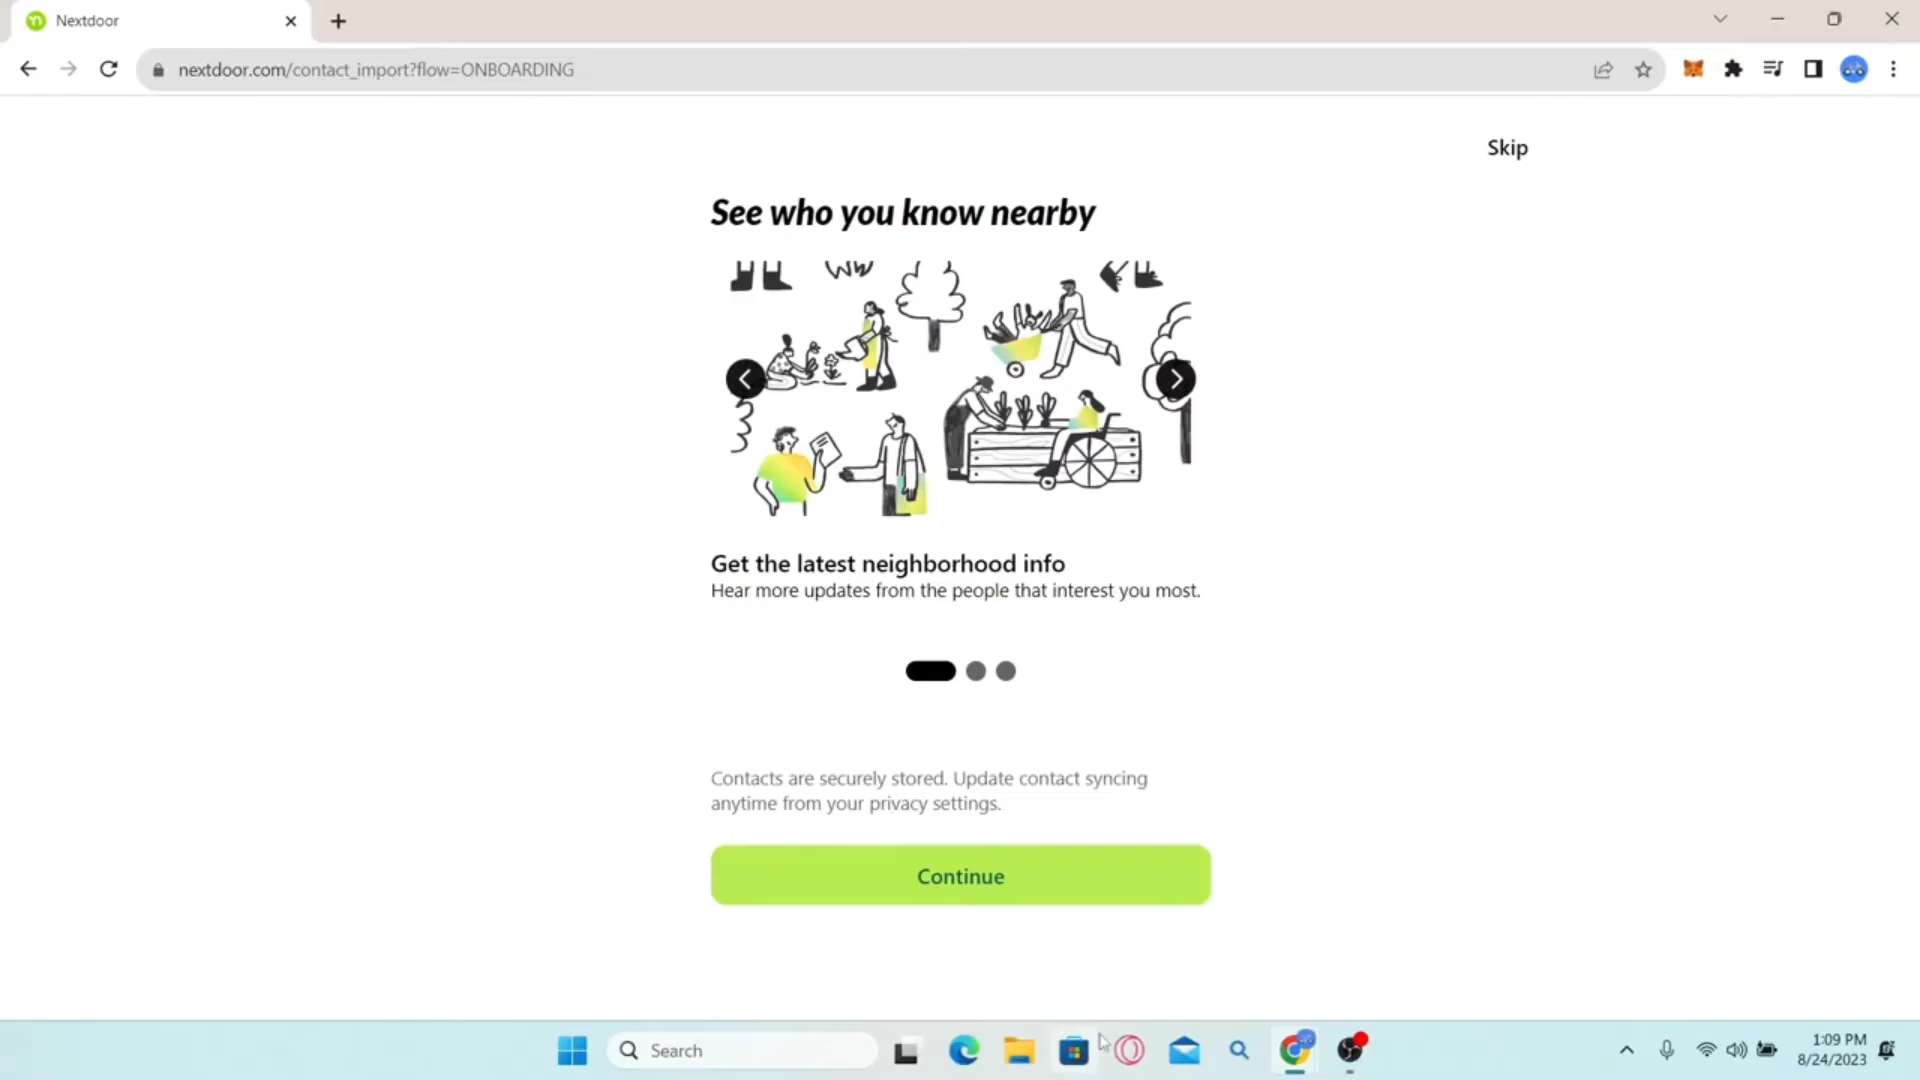 Nextdoor
nextdoor.com/contact_import?flow=ONBOARDING
Skip
See who you know nearby
Get the latest neighborhood info
Hear more updates from the people that interest you most.
Contacts are securely stored. Update contact syncing
anytime from your privacy settings.
Continue
Search
1:09 PM
8/24/2023